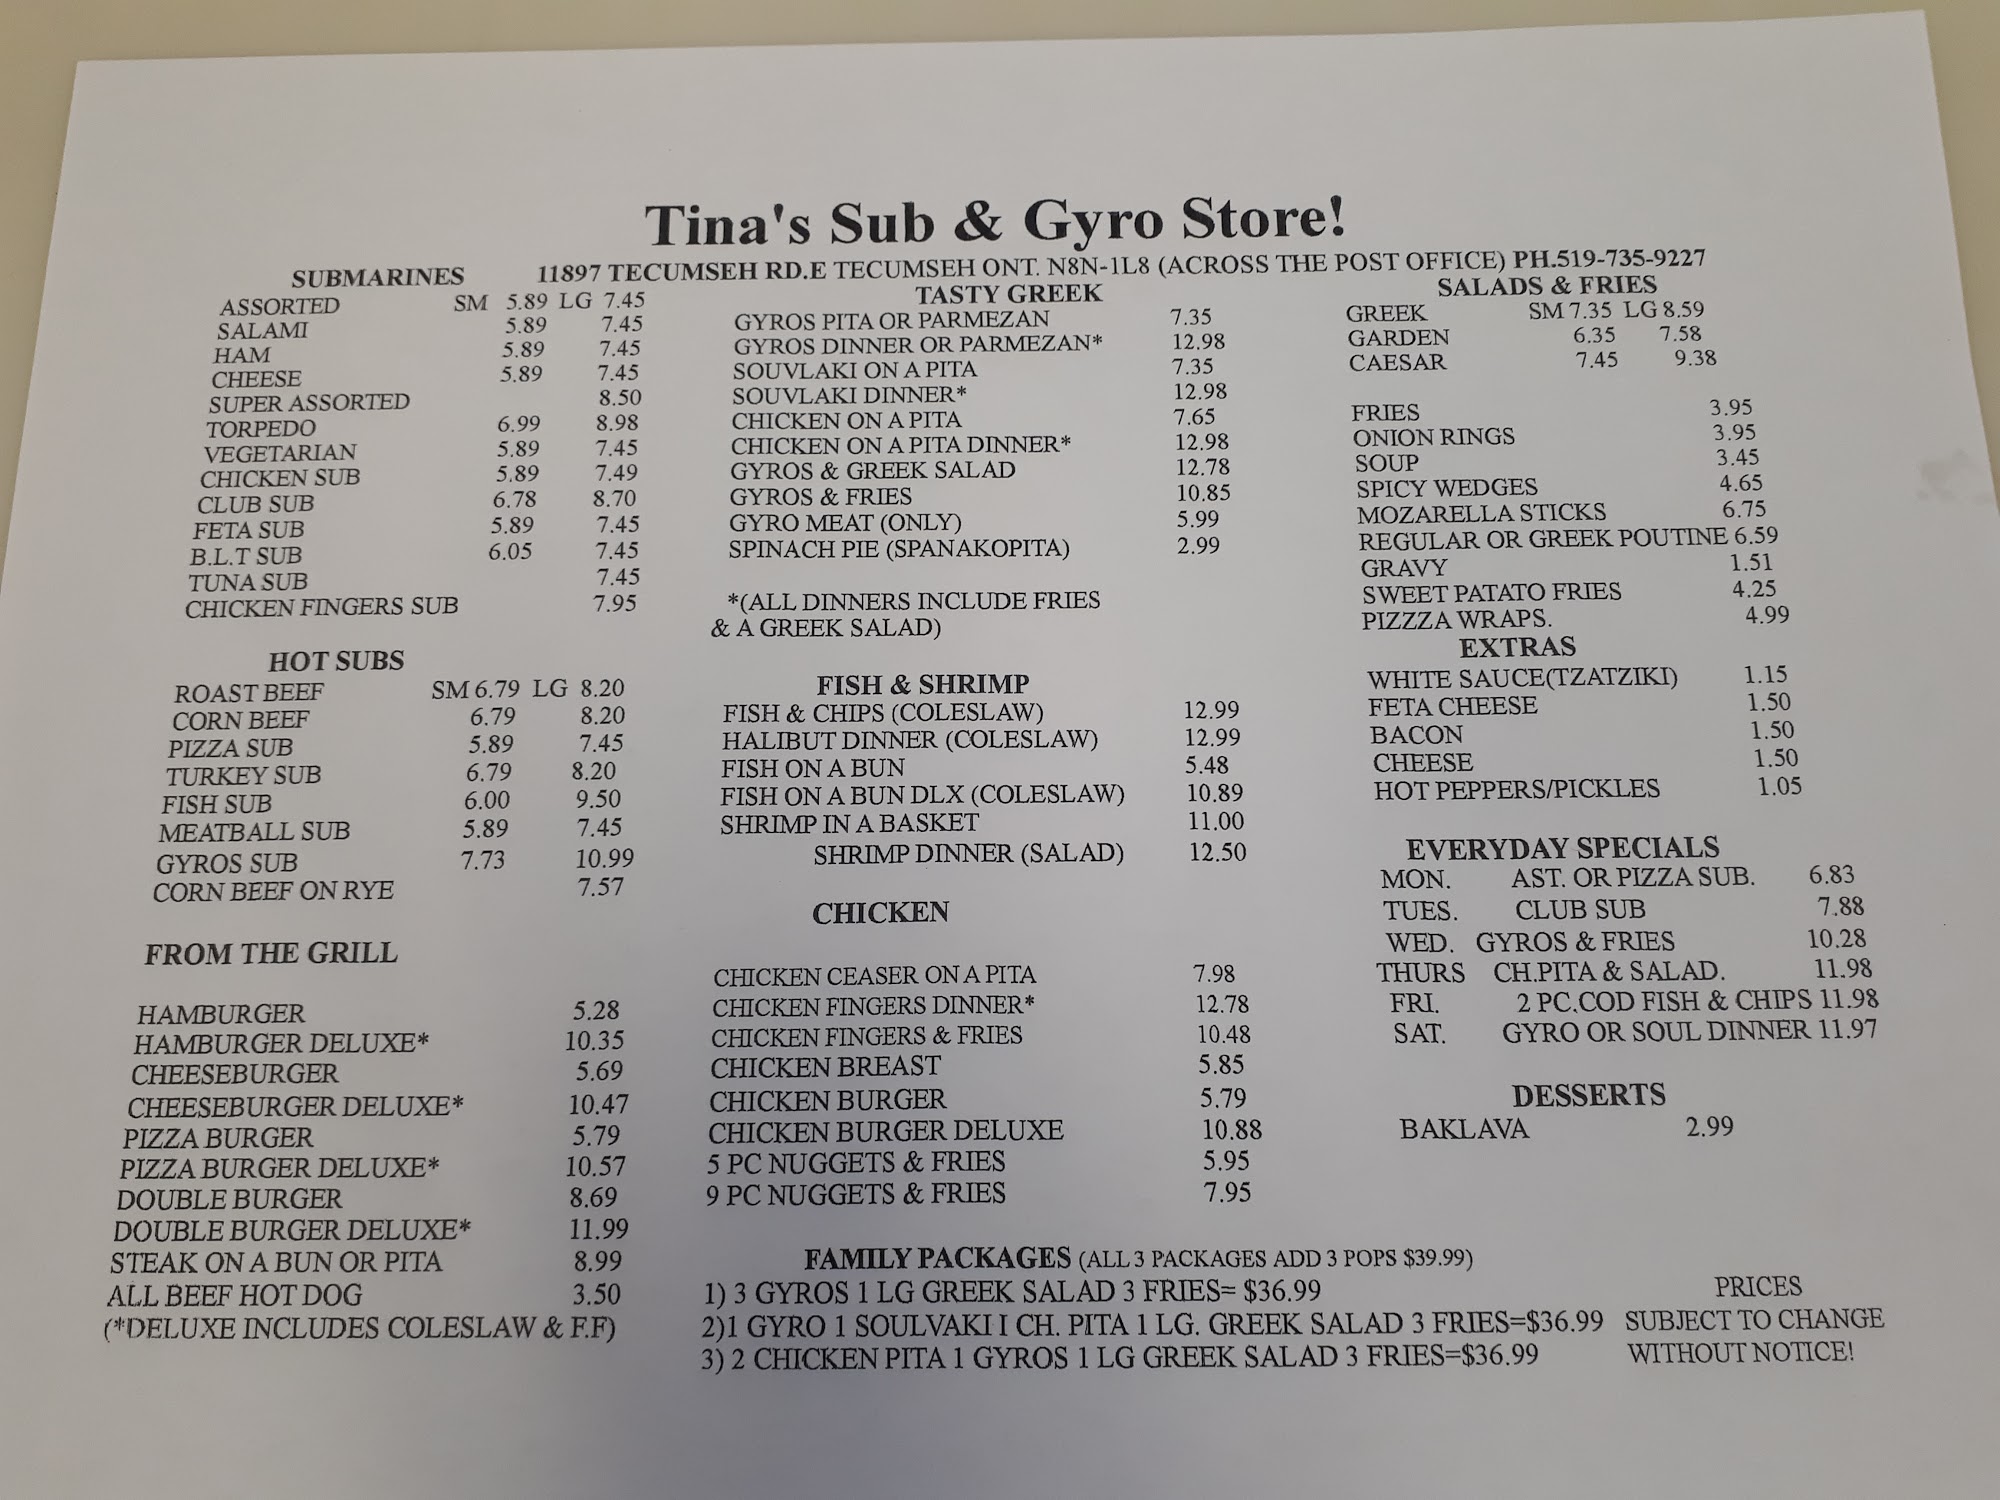 Tina's Sub & Gyro Store!
11897 TECUMSEH RD.E TECUMSEH ONT. N8N-1L8 (ACROSS THE POST OFFICE) PH.519-735-9227
SUBMARINES
ASSORTED SM 5.89 LG 7.45
SALAMI 5.89 7.45
HAM 5.89 7.45
CHEESE 5.89 7.45
SUPER ASSORTED 8.50
TORPEDO 6.99 8.98
VEGETARIAN 5.89 7.45
CHICKEN SUB 5.89 7.49
CLUB SUB 6.78 8.70
FETA SUB 5.89 7.45
B.L.T SUB 6.05 7.45
TUNA SUB 7.45
CHICKEN FINGERS SUB 7.95
HOT SUBS
ROAST BEEF SM 6.79 LG 8.20
CORN BEEF 6.79 8.20
PIZZA SUB 5.89 7.45
TURKEY SUB 6.79 8.20
FISH SUB 6.00 9.50
MEATBALL SUB 5.89 7.45
GYROS SUB 7.73 10.99
CORN BEEF ON RYE 7.57
FROM THE GRILL
HAMBURGER 5.28
HAMBURGER DELUXE* 10.35
CHEESEBURGER 5.69
CHEESEBURGER DELUXE* 10.47
PIZZA BURGER 5.79
PIZZA BURGER DELUXE* 10.57
DOUBLE BURGER 8.69
DOUBLE BURGER DELUXE* 11.99
STEAK ON A BUN OR PITA 8.99
ALL BEEF HOT DOG 3.50
(*DELUXE INCLUDES COLESLAW & F.F)
TASTY GREEK
GYROS PITA OR PARMEZAN 7.35
GYROS DINNER OR PARMEZAN* 12.98
SOUVLAKI ON A PITA 7.35
SOUVLAKI DINNER* 12.98
CHICKEN ON A PITA 7.65
CHICKEN ON A PITA DINNER* 12.98
GYROS & GREEK SALAD 12.78
GYROS & FRIES 10.85
GYRO MEAT (ONLY) 5.99
SPINACH PIE (SPANAKOPITA) 2.99
*(ALL DINNERS INCLUDE FRIES
& A GREEK SALAD)
FISH & SHRIMP
FISH & CHIPS (COLESLAW) 12.99
HALIBUT DINNER (COLESLAW) 12.99
FISH ON A BUN 5.48
FISH ON A BUN DLX (COLESLAW) 10.89
SHRIMP IN A BASKET 11.00
SHRIMP DINNER (SALAD) 12.50
CHICKEN
CHICKEN CEASER ON A PITA 7.98
CHICKEN FINGERS DINNER* 12.78
CHICKEN FINGERS & FRIES 10.48
CHICKEN BREAST 5.85
CHICKEN BURGER 5.79
CHICKEN BURGER DELUXE 10.88
5 PC NUGGETS & FRIES 5.95
9 PC NUGGETS & FRIES 7.95
FAMILY PACKAGES (ALL 3 PACKAGES ADD 3 POPS $39.99)
1) 3 GYROS 1 LG GREEK SALAD 3 FRIES= $36.99
2)1 GYRO 1 SOULVAKI I CH. PITA 1 LG. GREEK SALAD 3 FRIES=$36.99
3) 2 CHICKEN PITA 1 GYROS 1 LG GREEK SALAD 3 FRIES=$36.99
SALADS & FRIES
GREEK SM 7.35 LG 8.59
GARDEN 6.35 7.58
CAESAR 7.45 9.38
FRIES 3.95
ONION RINGS 3.95
SOUP 3.45
SPICY WEDGES 4.65
MOZARELLA STICKS 6.75
REGULAR OR GREEK POUTINE 6.59
GRAVY 1.51
SWEET PATATO FRIES 4.25
PIZZZA WRAPS. 4.99
EXTRAS
WHITE SAUCE(TZATZIKI) 1.15
FETA CHEESE 1.50
BACON 1.50
CHEESE 1.50
HOT PEPPERS/PICKLES 1.05
EVERYDAY SPECIALS
MON. AST. OR PIZZA SUB. 6.83
TUES. CLUB SUB 7.88
WED. GYROS & FRIES 10.28
THURS CH.PITA & SALAD. 11.98
FRI. 2 PC.COD FISH & CHIPS 11.98
SAT. GYRO OR SOUL DINNER 11.97
DESSERTS
BAKLAVA 2.99
PRICES
SUBJECT TO CHANGE
WITHOUT NOTICE!